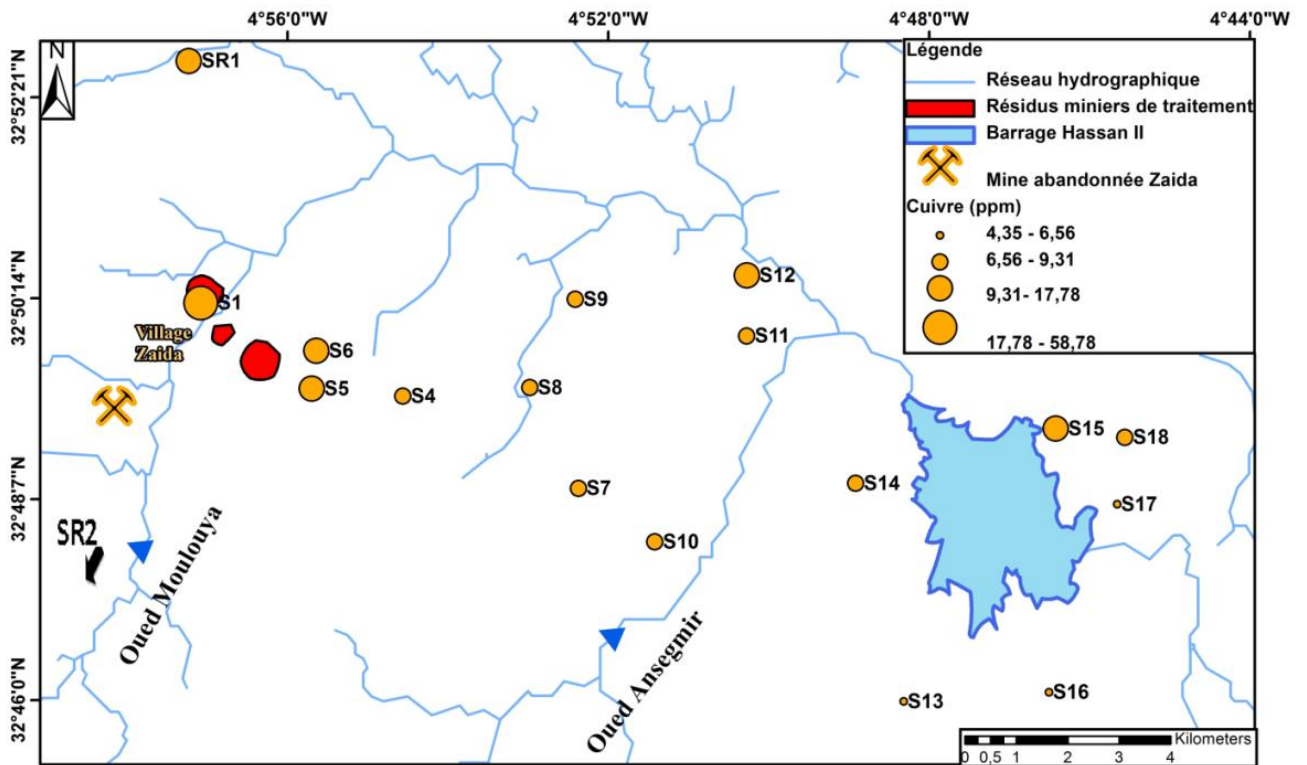 4°56'0"W
4°52'0"W
4°48'0"W
4°44'0"W
32°52'21"N
32°50'14"N
32°48'7"N
32°46'0"N
N
SR1
Légende
Réseau hydrographique
Résidus miniers de traitement
Barrage Hassan II
Mine abandonnée Zaida
Cuivre (ppm)
4,35 - 6,56
6,56 - 9,31
9,31- 17,78
17,78 - 58,78
S12
S9
S1
S11
Village
Zaida
S6
S5
S4
S8
S15
S18
S14
S7
S17
S10
SR2
Oued Moulouya
Oued Ansegmir
S16
S13
Kilometers
0 0,5 1 2 3 4